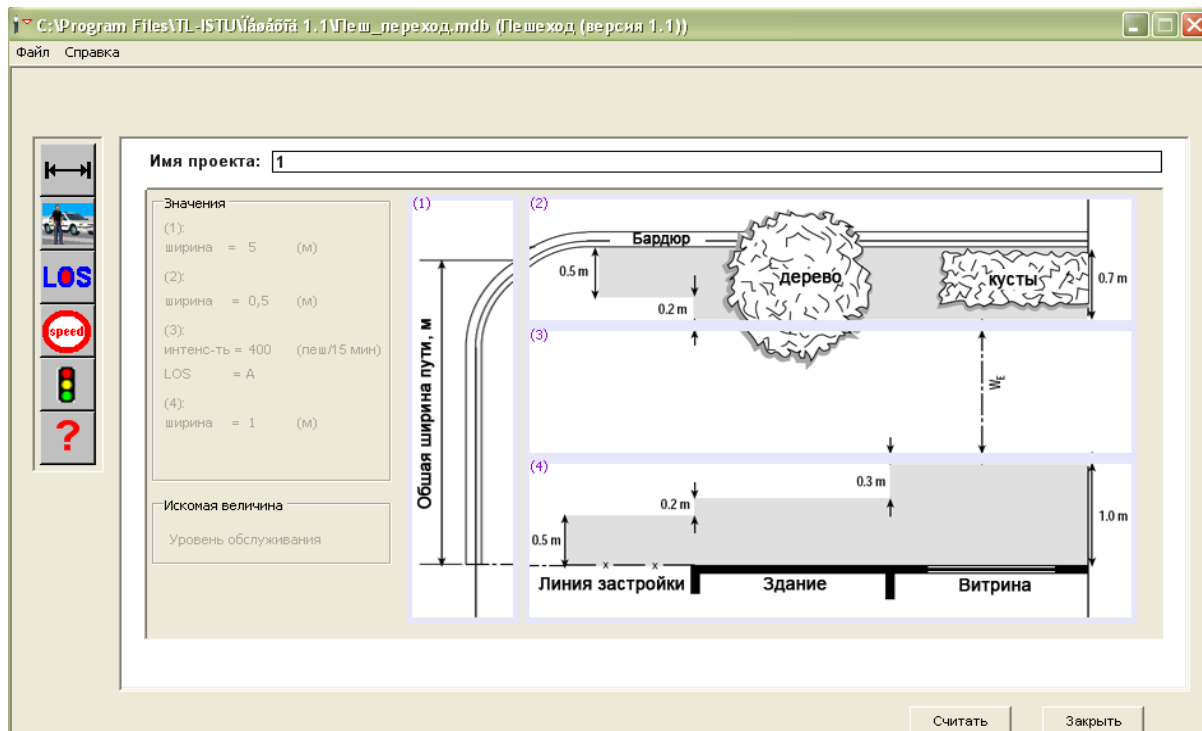 C:\Program Files\TL-ISTU\Ïåøåõîä 1.1\Пеш_переход.mdb (Пешеход (версия 1.1))
Файл Справка
Имя проекта: 1
Значения
(1):
ширина = 5 (м)
(2):
ширина = 0,5 (м)
(3):
интенс-ть = 400 (пеш/15 мин)
LOS = A
(4):
ширина = 1 (м)
Искомая величина
Уровень обслуживания
LOS
speed
?
(1)
Обшая ширина пути, м
(2)
Бардюр
0.5 m
дерево
кусты
0.7 m
0.2 m
(3)
WE
(4)
0.3 m
0.2 m
0.5 m
1.0 m
x x
Линия застройки Здание Витрина
Считать Закрыть